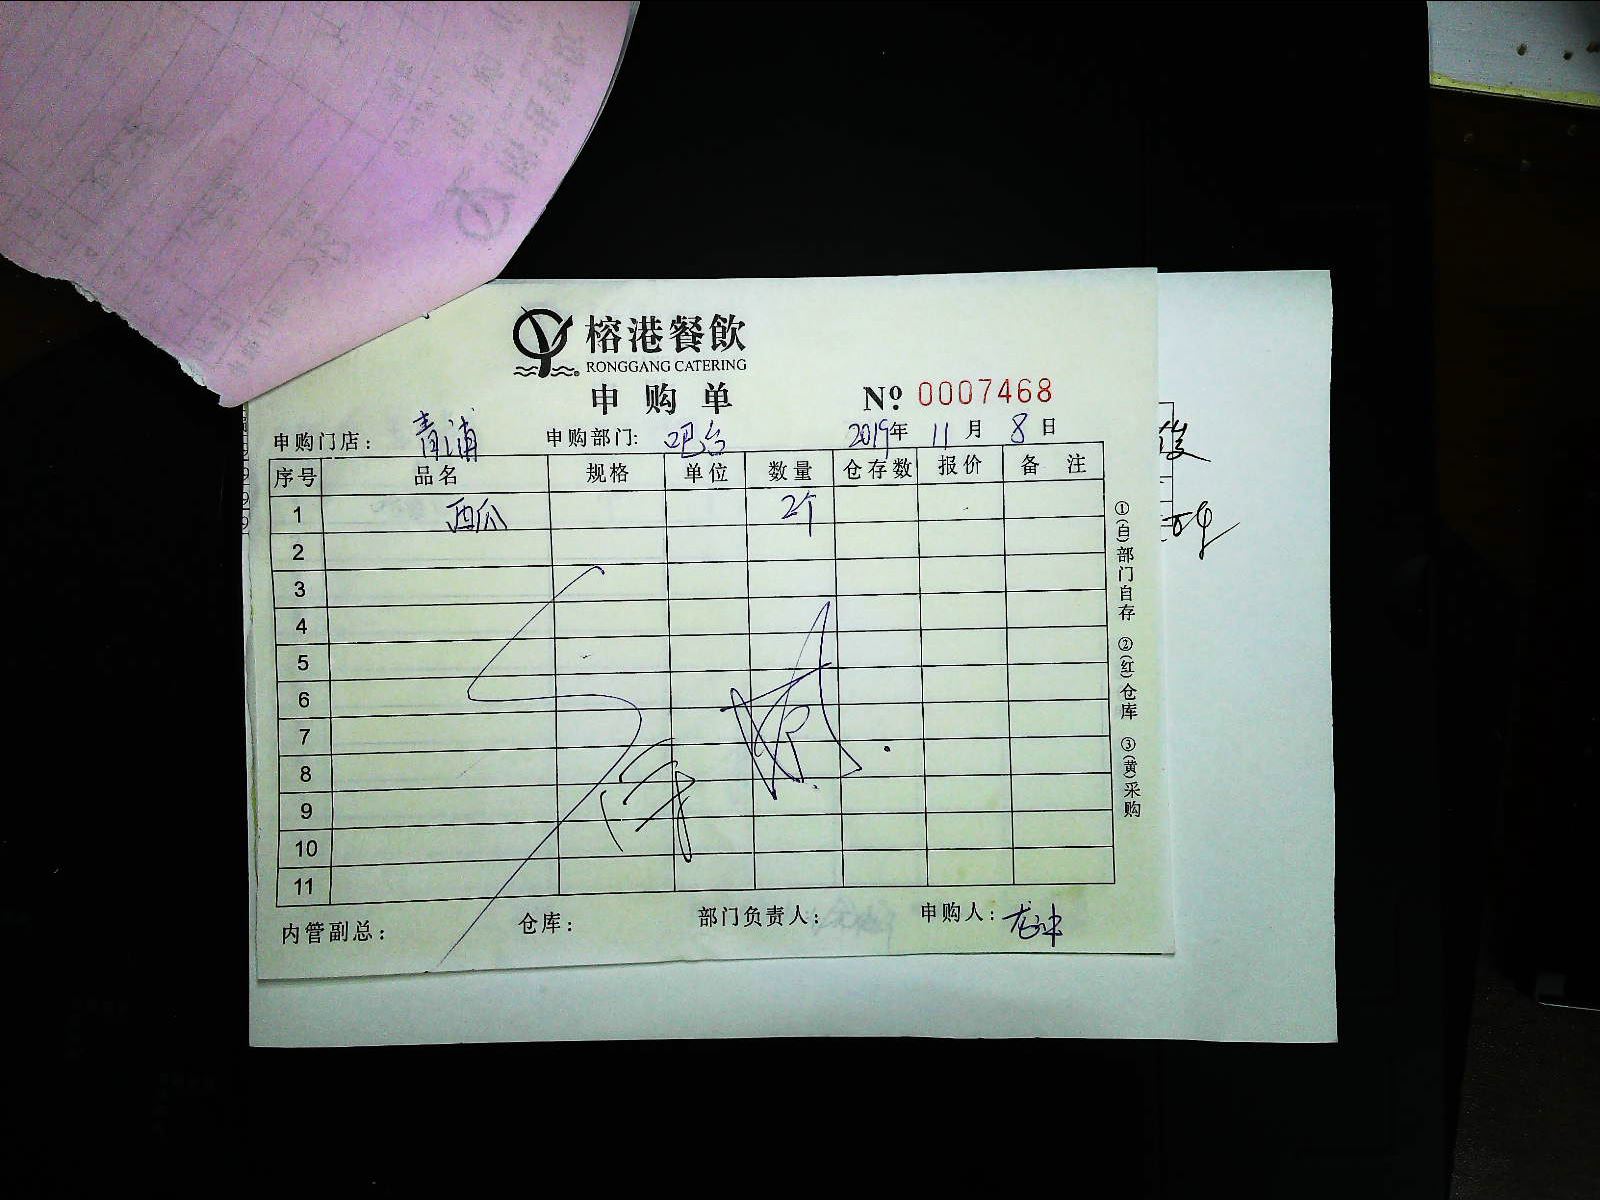 榕港餐飲
RONGGANG CATERING
申购单
№ 0007468
申购门店: 青浦 申购部门: 吧台 2019年 11月 8日
序号 品名 规格 单位 数量 仓存数 报价 备注
1 西瓜 2个
2
3
4
5
6
7
8
9
10
11
内管副总: 仓库: 部门负责人: 申购人:
①(自)部门自存 ②(红)仓库 ③(黄)采购